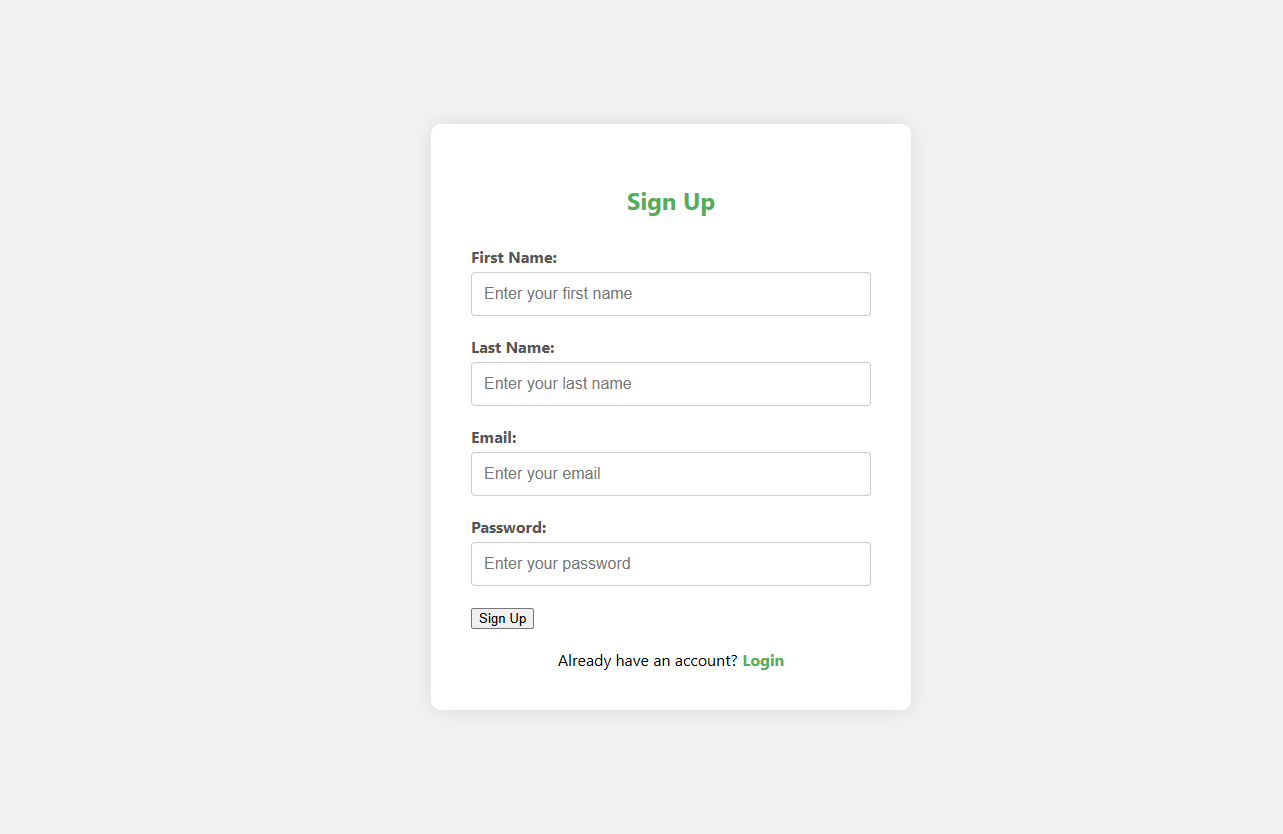 Sign Up
First Name:
Enter your first name
Last Name:
Enter your last name
Email:
Enter your email
Password:
Enter your password
Sign Up
Already have an account? Login